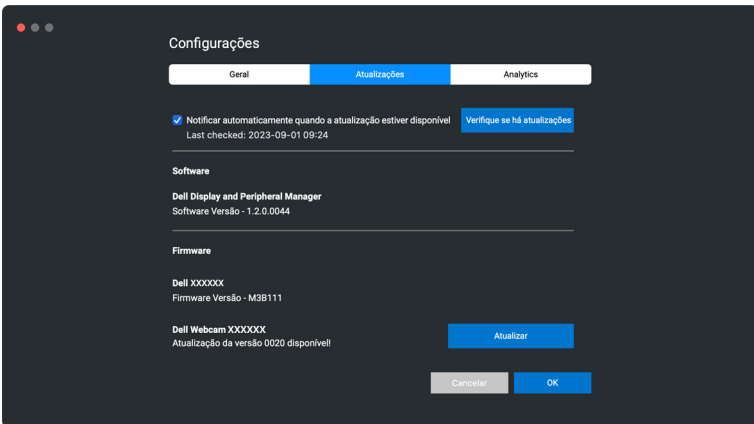 Configurações
Geral
Atualizações
Analytics
Notificar automaticamente quando a atualização estiver disponível
Verifique se há atualizações
Last checked: 2023-09-01 09:24
Software
Dell Display and Peripheral Manager
Software Versão - 1.2.0.0044
Firmware
Dell XXXXXX
Firmware Versão - M3B111
Dell Webcam XXXXXX
Atualização da versão 0020 disponível!
Atualizar
Cancelar
OK